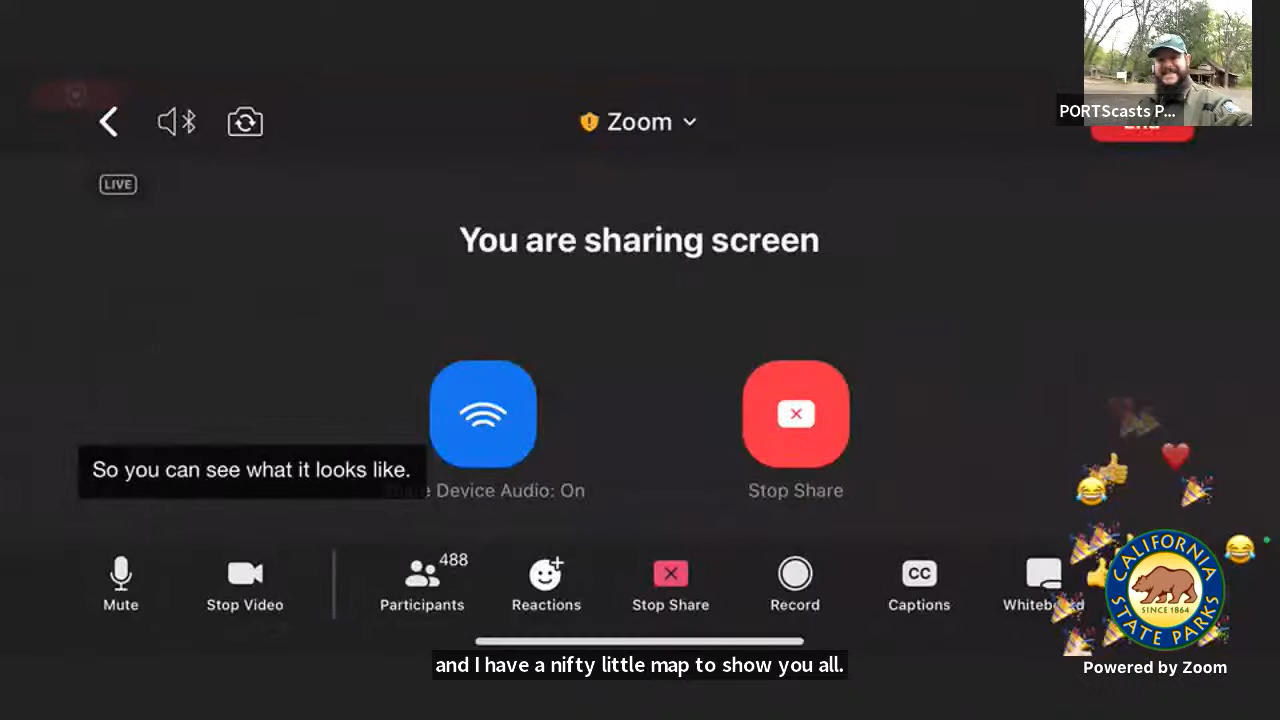 PORTScasts P...
Zoom
End
LIVE
You are sharing screen
So you can see what it looks like.
Device Audio: On
Stop Share
488
Mute
Stop Video
Participants
Reactions
Stop Share
Record
CC
Captions
Whiteboard
CALIFORNIA
SINCE 1864
STATE PARKS
and I have a nifty little map to show you all.
Powered by Zoom